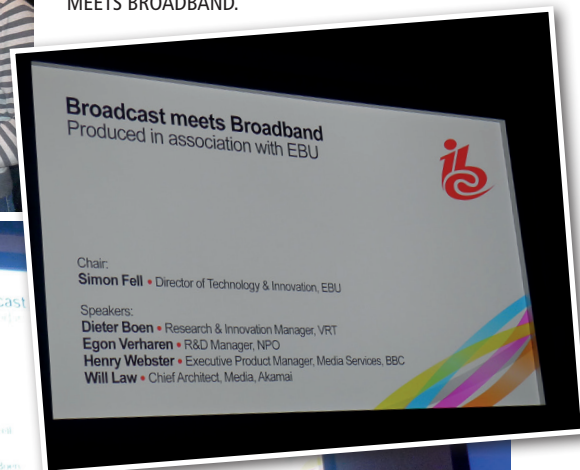 MEETS BROADBAND.
Broadcast meets Broadband
Produced in association with EBU
ibc
Chair:
Simon Fell • Director of Technology & Innovation, EBU
Speakers:
Dieter Boen • Research & Innovation Manager, VRT
Egon Verharen • R&D Manager, NPO
Henry Webster • Executive Product Manager, Media Services, BBC
Will Law • Chief Architect, Media, Akamai
cast